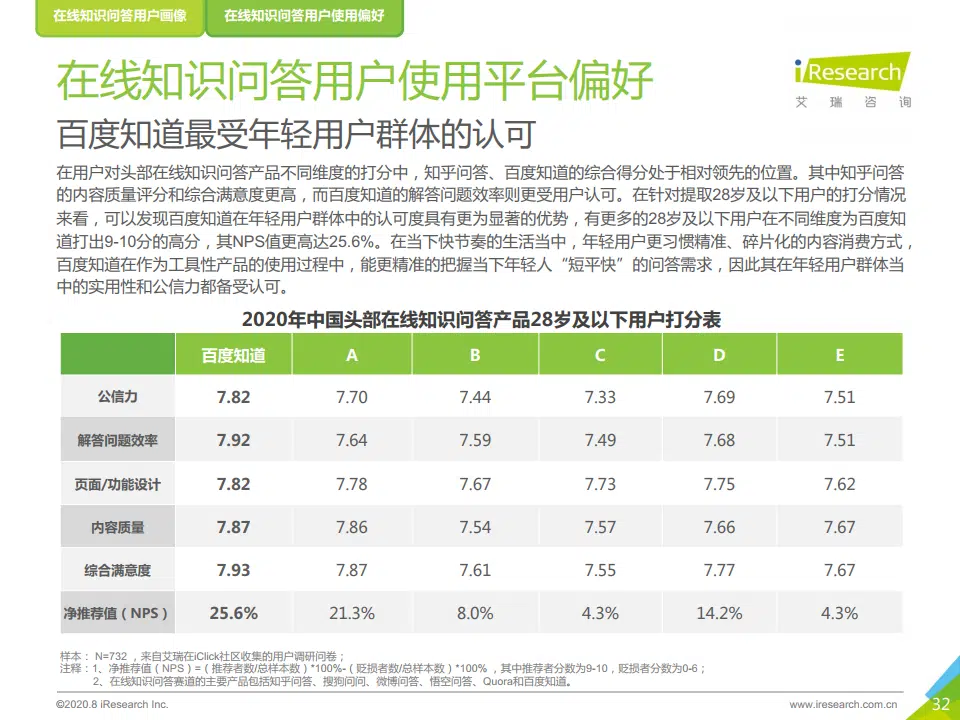 在线知识问答用户画像
在线知识问答用户使用偏好
在线知识问答用户使用平台偏好
iResearch
艾瑞咨询
百度知道最受年轻用户群体的认可
在用户对头部在线知识问答产品不同维度的打分中，知乎问答、百度知道的综合得分处于相对领先的位置。其中知乎问答
的内容质量评分和综合满意度更高，而百度知道的解答问题效率则更受用户认可。在针对提取28岁及以下用户的打分情况
来看，可以发现百度知道在年轻用户群体中的认可度具有更为显著的优势，有更多的28岁及以下用户在不同维度为百度知
道打出9-10分的高分，其NPS值更高达25.6%。在当下快节奏的生活当中，年轻用户更习惯精准、碎片化的内容消费方式，
百度知道在作为工具性产品的使用过程中，能更精准的把握当下年轻人“短平快”的问答需求，因此其在年轻用户群体当
中的实用性和公信力都备受认可。
2020年中国头部在线知识问答产品28岁及以下用户打分表
百度知道 A B C D E
公信力 7.82 7.70 7.44 7.33 7.69 7.51
解答问题效率 7.92 7.64 7.59 7.49 7.68 7.51
页面/功能设计 7.82 7.78 7.67 7.73 7.75 7.62
内容质量 7.87 7.86 7.54 7.57 7.66 7.67
综合满意度 7.93 7.87 7.61 7.55 7.77 7.67
净推荐值（NPS） 25.6% 21.3% 8.0% 4.3% 14.2% 4.3%
样本：N=732，来自艾瑞在iClick社区收集的用户调研问卷；
注释：1、净推荐值（NPS）=（推荐者数/总样本数）*100%-（贬损者数/总样本数）*100%，其中推荐者分数为9-10，贬损者分数为0-6；
2、在线知识问答赛道的主要产品包括知乎问答、搜狗问问、微博问答、悟空问答、Quora和百度知道。
©2020.8 iResearch Inc.
www.iresearch.com.cn
32